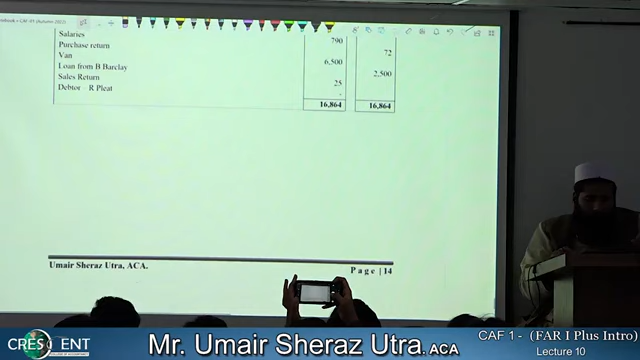 Salaries 790
Purchase return 72
Van 6,500
Loan from B Barclay 2,500
Sales Return 25
Debtor R Pleat -
16,864 16,864
Umair Sheraz Utra, ACA. Page | 14
CRESCENT
Mr. Umair Sheraz Utra. ACA
CAF 1 - (FAR I Plus Intro)
Lecture 10